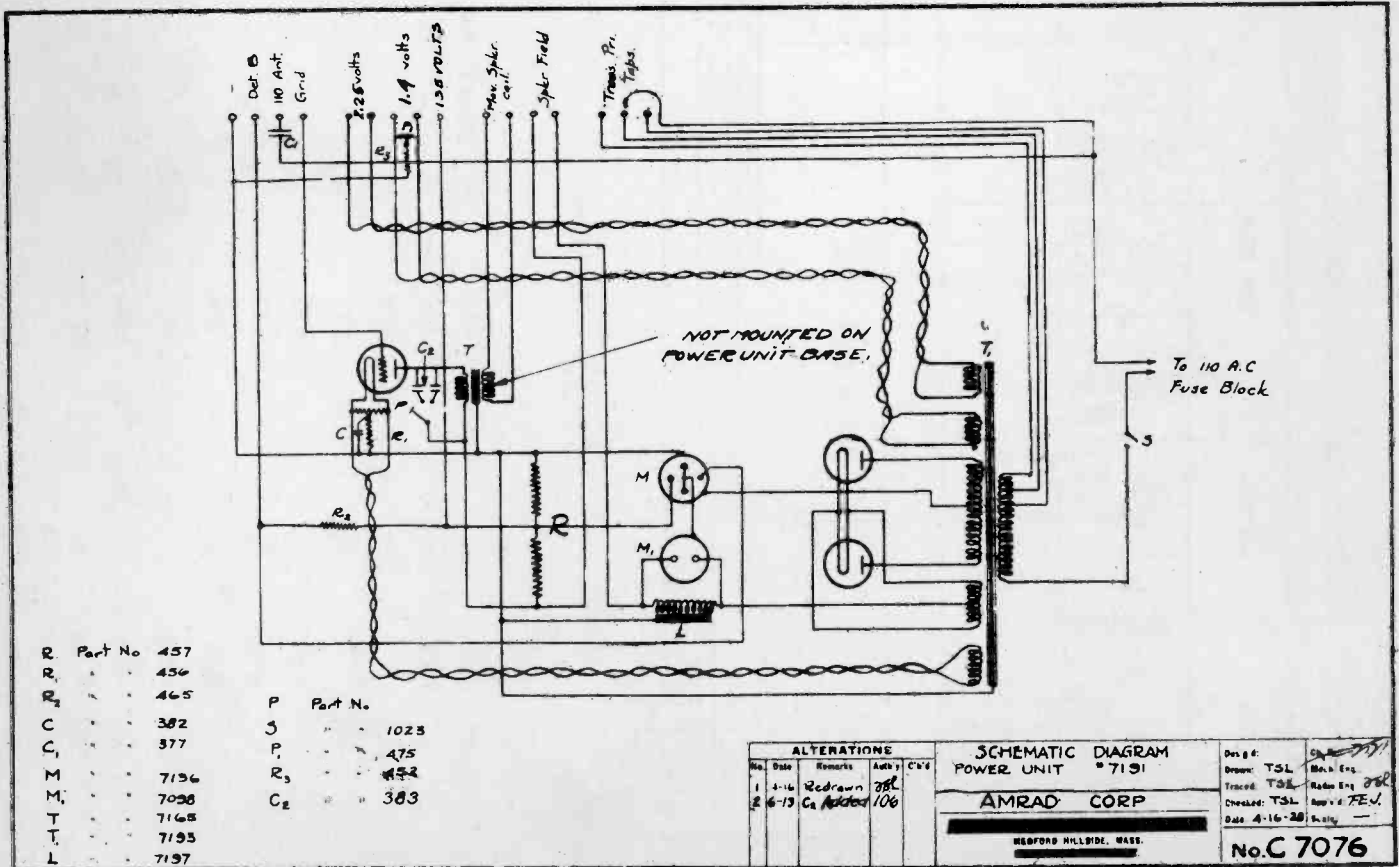 Det. B
110 Ant.
Grid
2.25 volts
1.4 volts
135 VOLTS
Mov. Spkr. coil.
Spkr Field
Trans. Pri. Taps.
C₁
R₃
C₂
T
NOT MOUNTED ON
POWER UNIT BASE.
T₁
To 110 A.C
Fuse Block
P
C
R₁
S
M
R₂
R
M₁
L
R Part No 457
R₁ " " 456
R₂ " " 465
C " " 382
C₁ " " 377
M " " 7196
M₁ " " 7098
T " " 7165
T₁ " " 7193
L " " 7197
P Part No.
S " " 1023
P₁ " " 475
R₃ " " 452
C₂ " " 383
ALTERATIONS
No. Date Remarks Auth'y Ck'd
1 4-16 Redrawn
2 6-13 C₂ Added 106
SCHEMATIC DIAGRAM
POWER UNIT #7191
AMRAD CORP
MEDFORD HILLSIDE, MASS.
Des'g'd:
Drawn: TSL Mech. Eng.
Traced: TSL Radio Eng
Checked: TSL App'v'd F.E.J.
Date 4-16-28 Scale —
No. C 7076